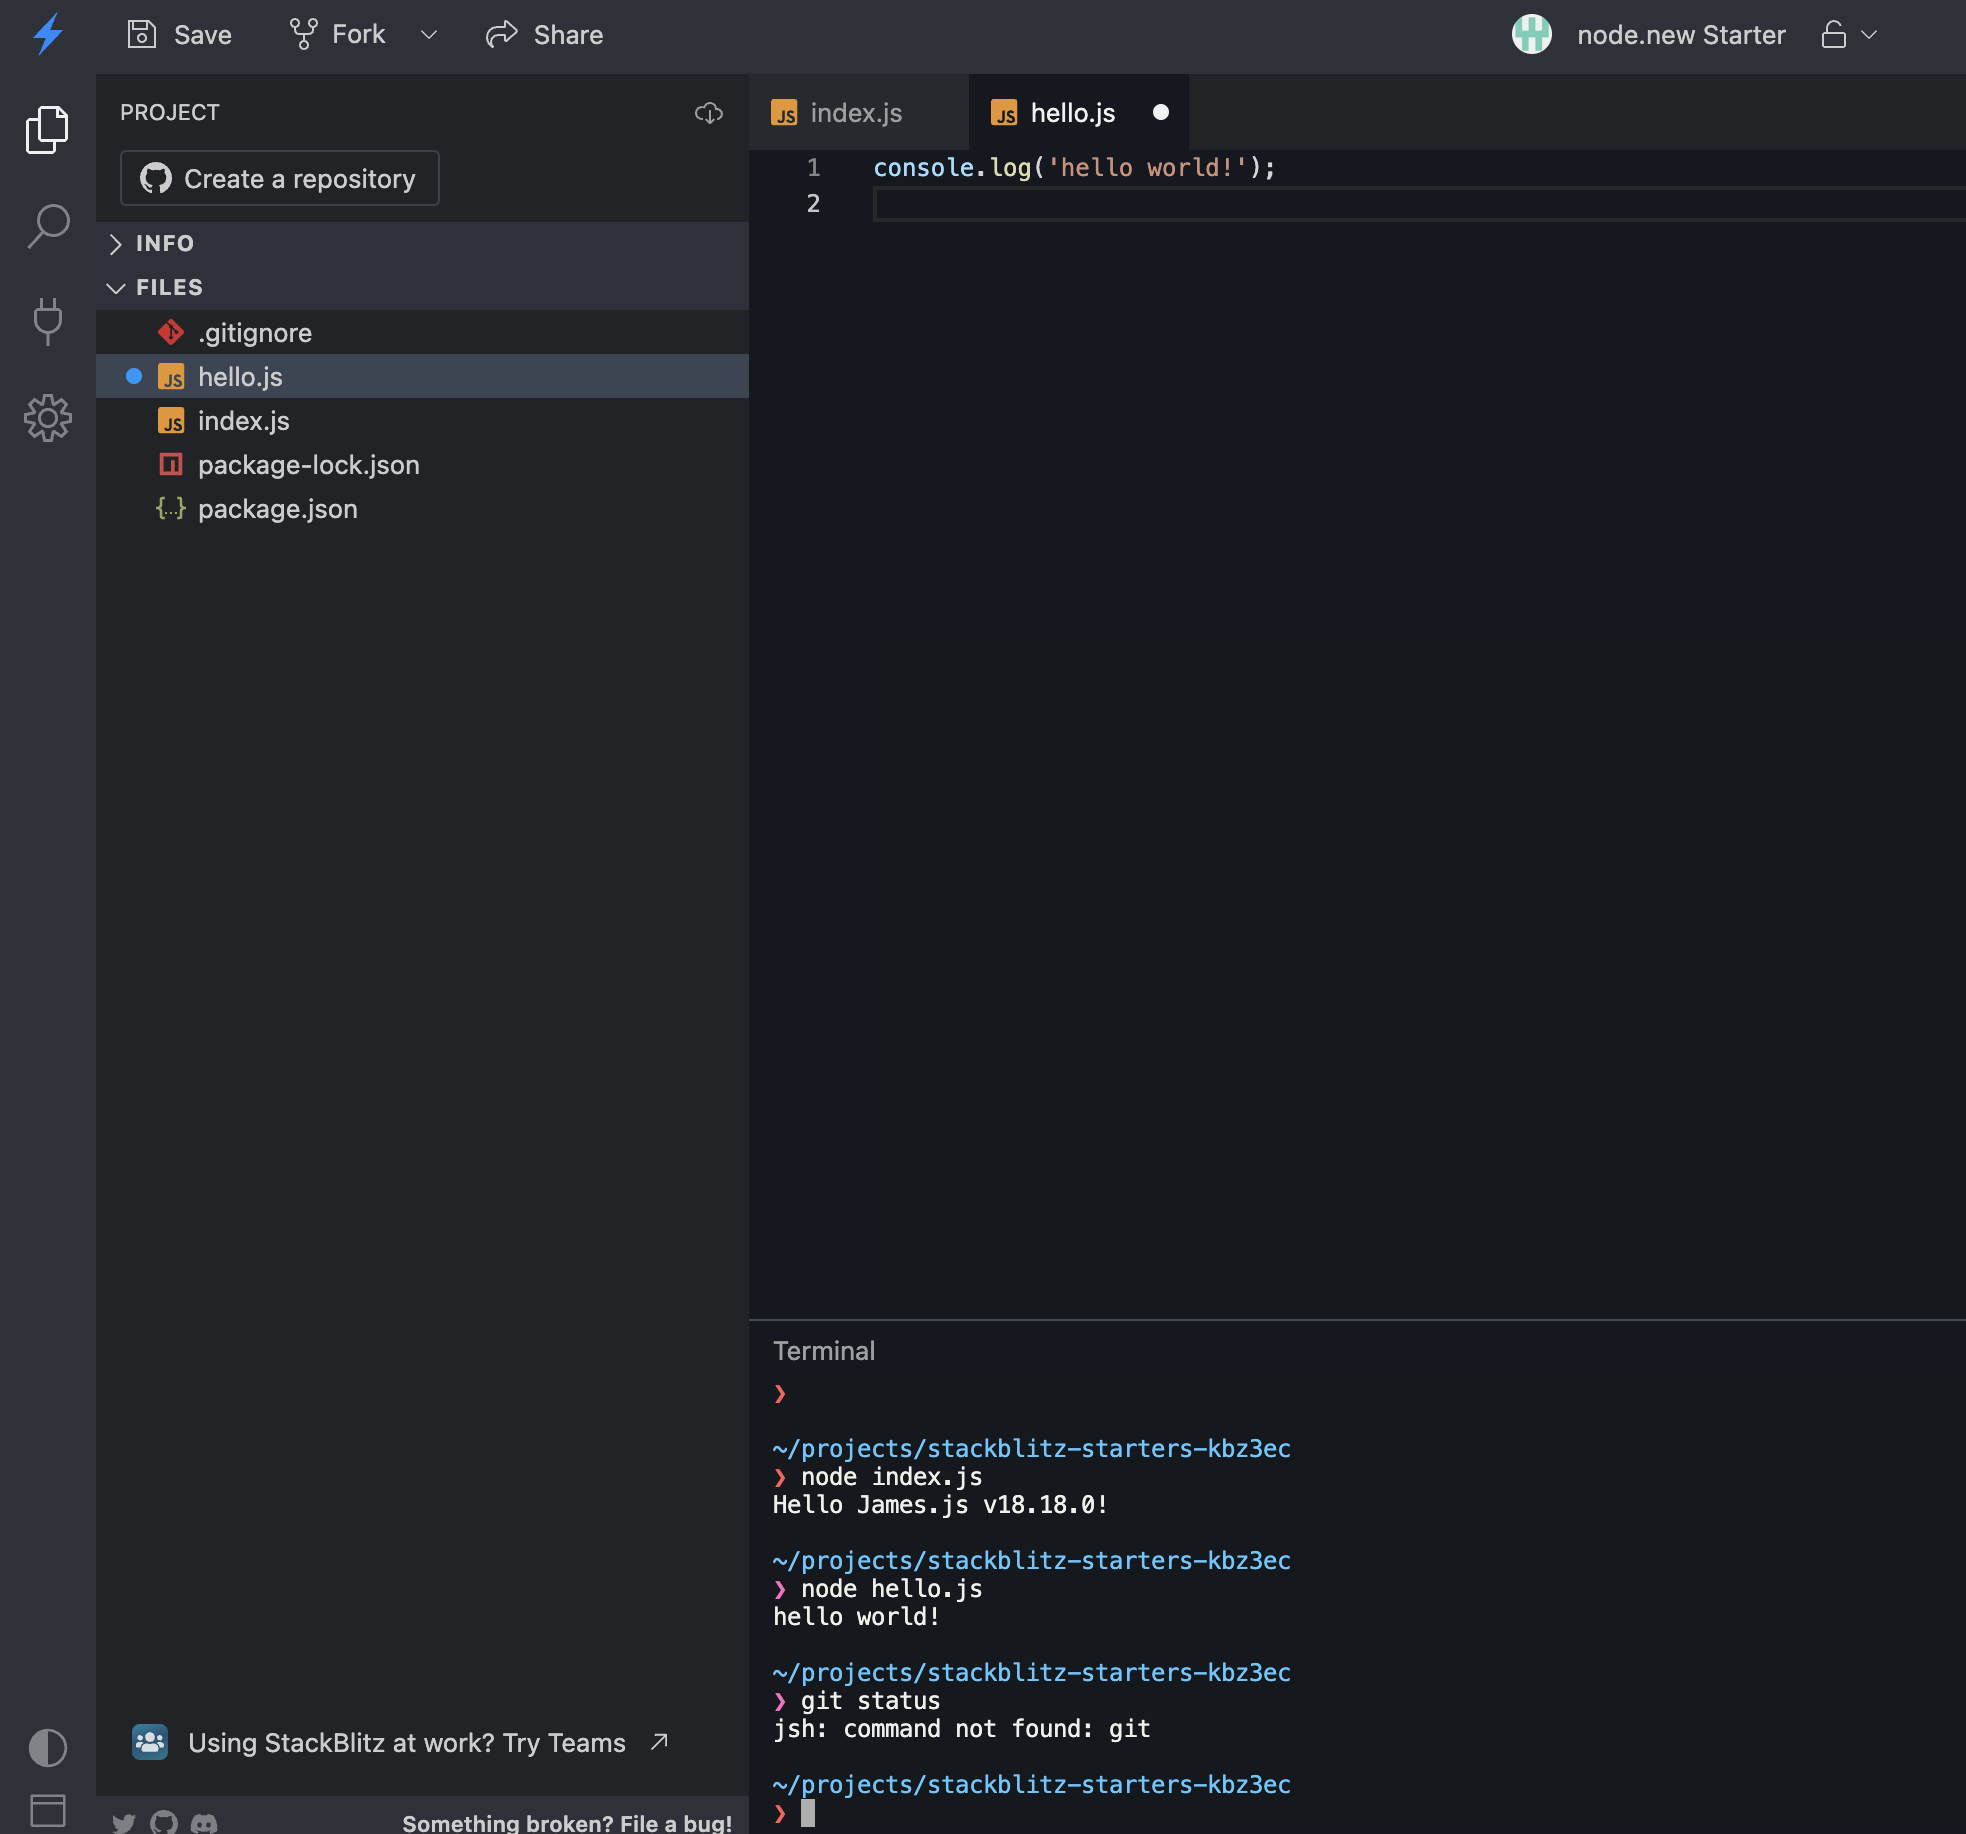 Save Fork Share node.new Starter
PROJECT
Create a repository
INFO
FILES
.gitignore
JS hello.js
JS index.js
package-lock.json
{...} package.json
Using StackBlitz at work? Try Teams
Something broken? File a bug!
JS index.js JS hello.js
1 console.log('hello world!');
2
Terminal
❯
~/projects/stackblitz-starters-kbz3ec
❯ node index.js
Hello James.js v18.18.0!
~/projects/stackblitz-starters-kbz3ec
❯ node hello.js
hello world!
~/projects/stackblitz-starters-kbz3ec
❯ git status
jsh: command not found: git
~/projects/stackblitz-starters-kbz3ec
❯